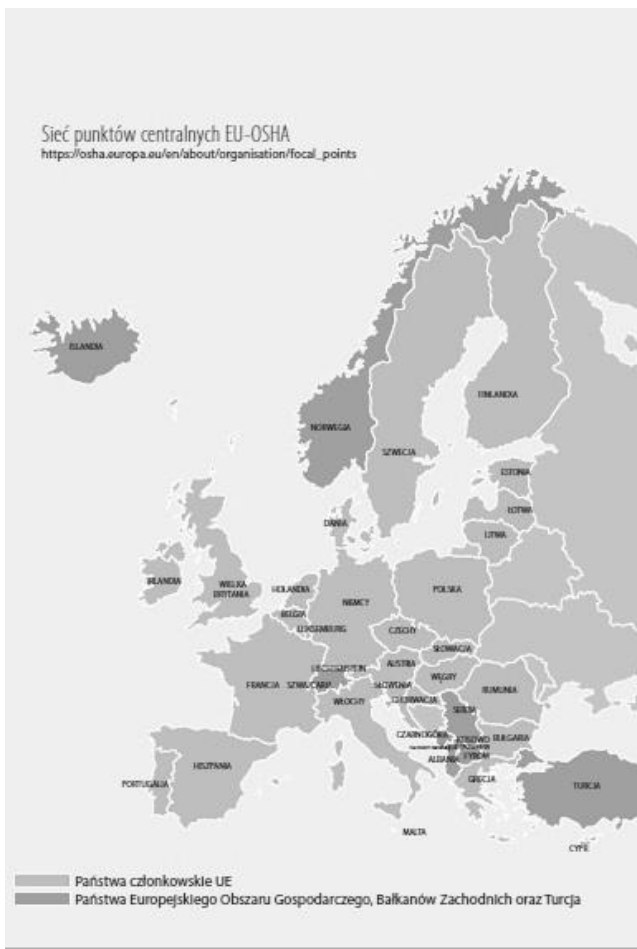 Sieć punktów centralnych EU-OSHA
https://osha.europa.eu/en/about/organisation/focal_points
ISLANDIA
FINLANDIA
NORWEGIA
SZWECJA
ESTONIA
ŁOTWA
DANIA
LITWA
IRLANDIA
WIELKA
BRYTANIA
HOLANDIA
POLSKA
NIEMCY
BELGIA
LUKSEMBURG
CZECHY
SŁOWACJA
AUSTRIA
LIECHTENSTEIN
WĘGRY
FRANCJA
SZWAJCARIA
SŁOWENIA
RUMUNIA
CHORWACJA
WŁOCHY
SERBIA
CZARNOGÓRA
KOSOWO
BUŁGARIA
ALBANIA
FYROM
HISZPANIA
GRECJA
PORTUGALIA
TURCJA
MALTA
CYPR
Państwa członkowskie UE
Państwa Europejskiego Obszaru Gospodarczego, Bałkanów Zachodnich oraz Turcja